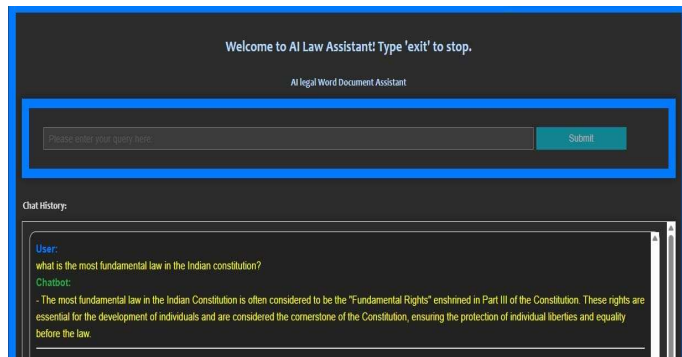 Welcome to AI Law Assistant! Type 'exit' to stop.
AI legal Word Document Assistant
Please enter your query here.
Submit
Chat History:
User:
what is the most fundamental law in the Indian constitution?
Chatbot:
- The most fundamental law in the Indian Constitution is often considered to be the "Fundamental Rights" enshrined in Part III of the Constitution. These rights are
essential for the development of individuals and are considered the cornerstone of the Constitution, ensuring the protection of individual liberties and equality
before the law.